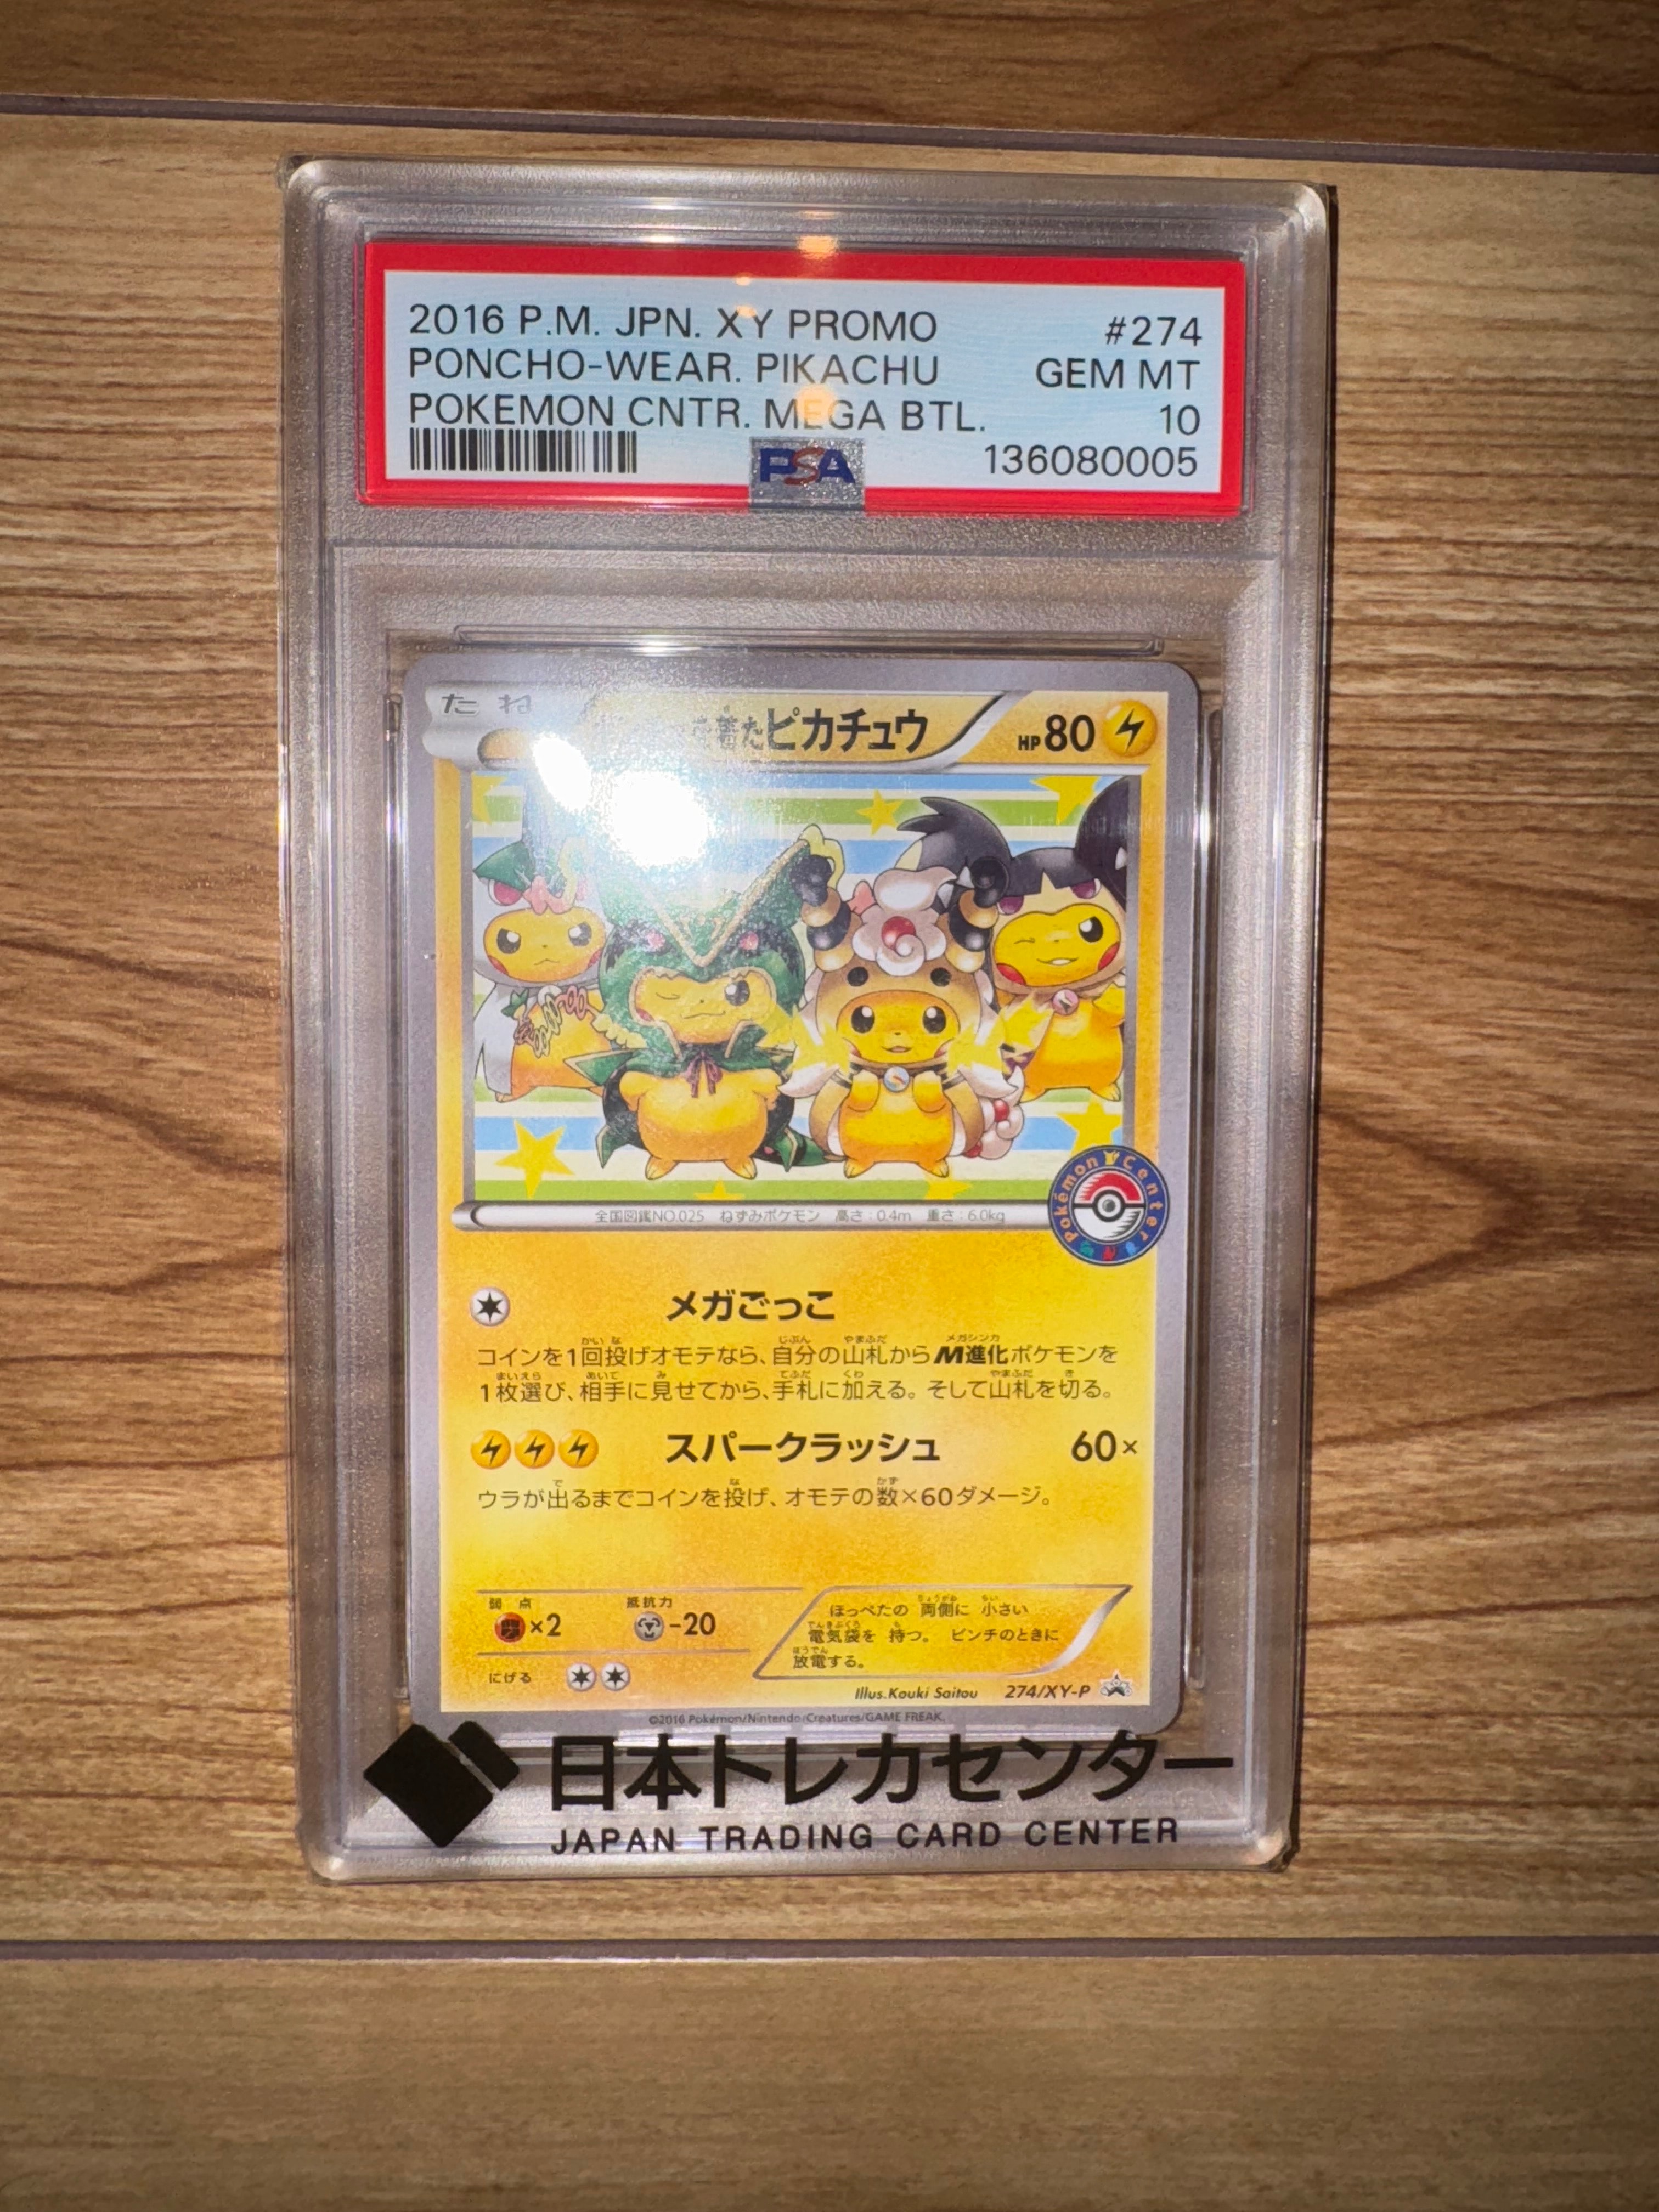 2016 P.M. JPN. XY PROMO #274
PONCHO-WEAR. PIKACHU GEM MT
POKEMON CNTR. MEGA BTL. 10
PSA 136080005
たね
を着たピカチュウ HP80
全国図鑑NO.025 ねずみポケモン 高さ:0.4m 重さ:6.0kg
Pokémon Center
メガごっこ
コインを1回投げオモテなら、自分の山札からM進化ポケモンを
1枚選び、相手に見せてから、手札に加える。そして山札を切る。
スパークラッシュ 60×
ウラが出るまでコインを投げ、オモテの数×60ダメージ。
弱点 抵抗力
×2 -20
にげる
ほっぺたの 両側に 小さい
電気袋を 持つ。 ピンチのときに
放電する。
Illus.Kouki Saitou 274/XY-P
©2016 Pokémon/Nintendo/Creatures/GAME FREAK.
日本トレカセンター
JAPAN TRADING CARD CENTER